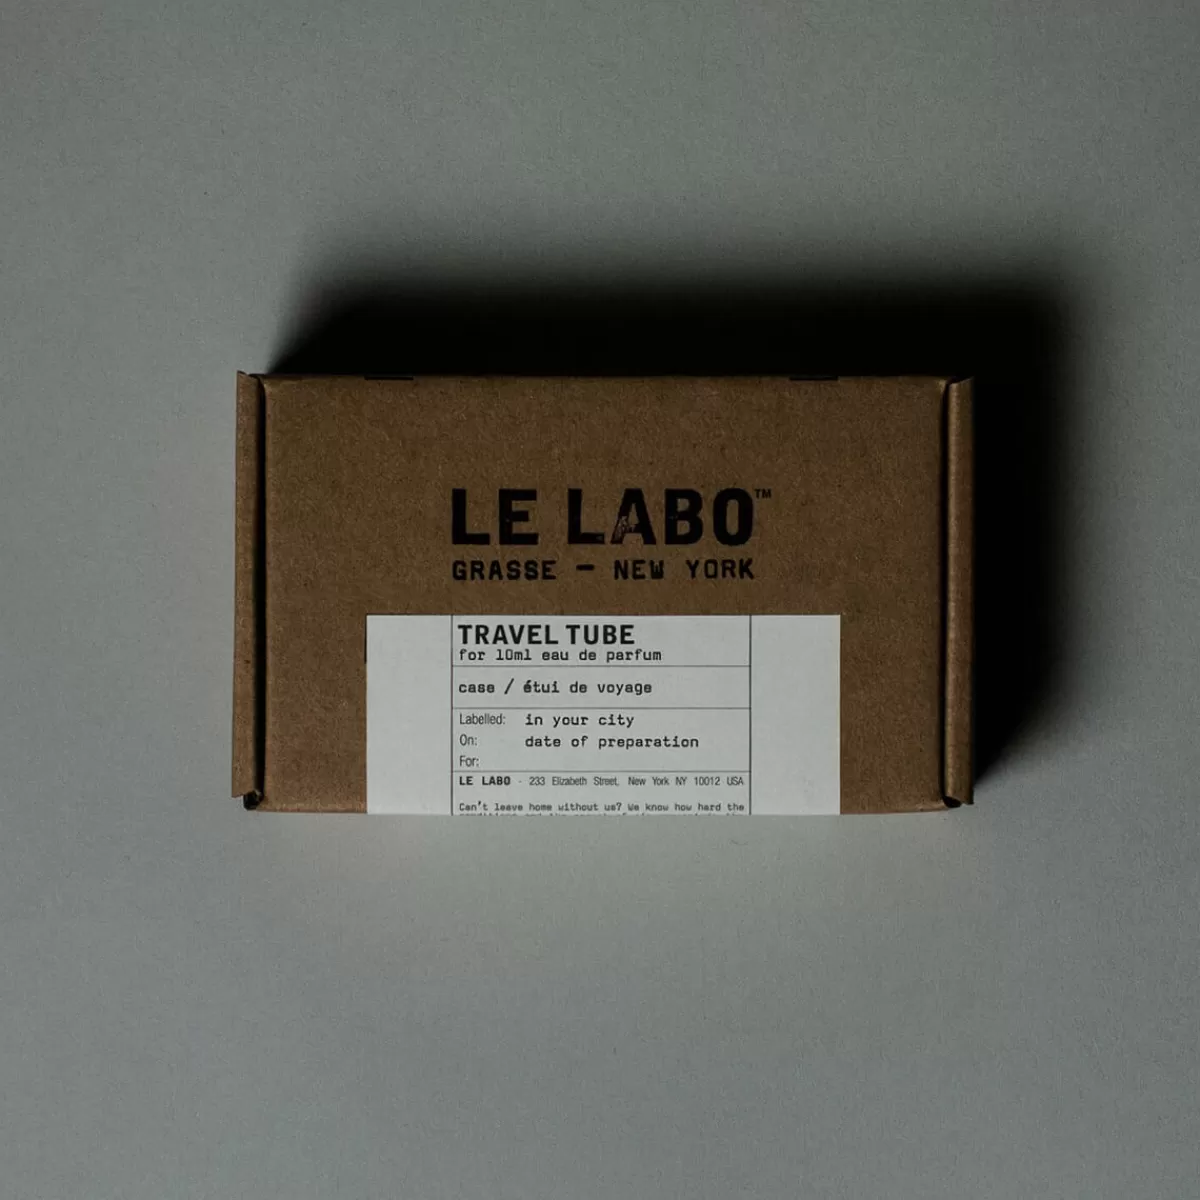 LE LABO™
GRASSE – NEW YORK
TRAVEL TUBE
for 10ml eau de parfum
case / étui de voyage
Labelled: in your city
On: date of preparation
For:
LE LABO - 233 Elizabeth Street, New York NY 10012 USA
Can't leave home without us? We know how hard the